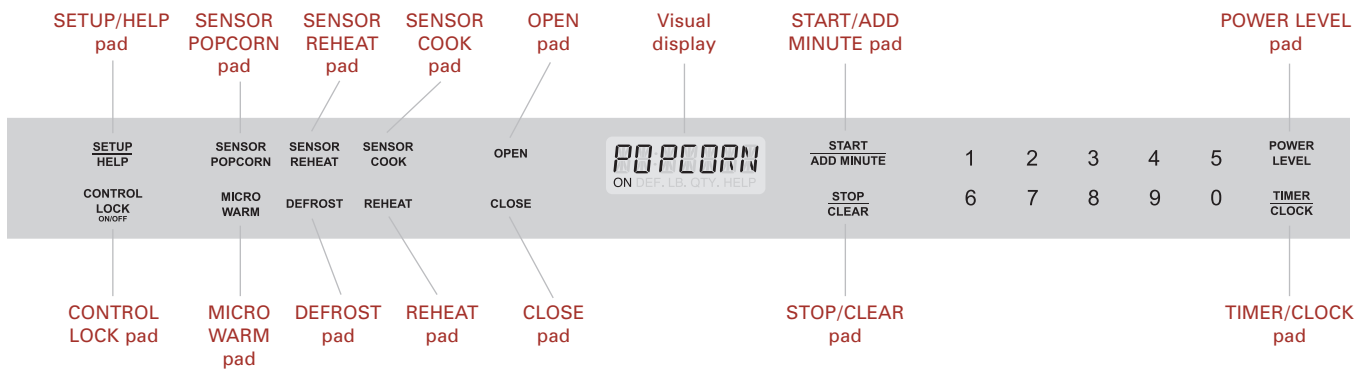 SETUP/HELP
pad
SENSOR
POPCORN
pad
SENSOR
REHEAT
pad
SENSOR
COOK
pad
OPEN
pad
Visual
display
START/ADD
MINUTE pad
POWER LEVEL
pad
SETUP
HELP
SENSOR
POPCORN
SENSOR
REHEAT
SENSOR
COOK
OPEN
POPCORN
ON DEF. LB. QTY. HELP
START
ADD MINUTE
1 2 3 4 5
POWER
LEVEL
CONTROL
LOCK
ON/OFF
MICRO
WARM
DEFROST
REHEAT
CLOSE
STOP
CLEAR
6 7 8 9 0
TIMER
CLOCK
CONTROL
LOCK pad
MICRO
WARM
pad
DEFROST
pad
REHEAT
pad
CLOSE
pad
STOP/CLEAR
pad
TIMER/CLOCK
pad